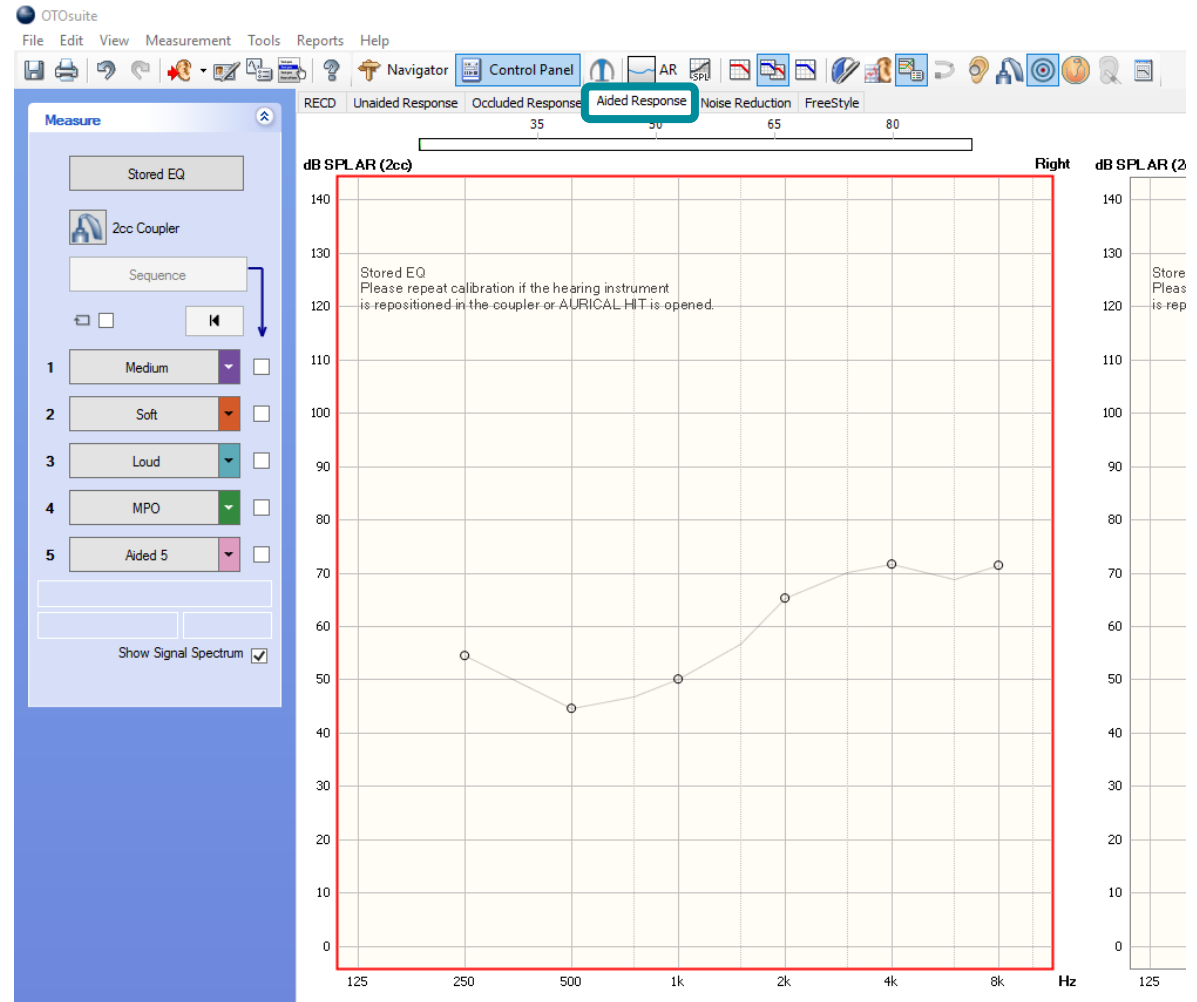 OTOsuite
File Edit View Measurement Tools Reports Help
Navigator Control Panel AR SPL
RECD Unaided Response Occluded Response Aided Response Noise Reduction FreeStyle
Measure
Stored EQ
2cc Coupler
Sequence
1 Medium
2 Soft
3 Loud
4 MPO
5 Aided 5
Show Signal Spectrum
35 50 65 80
dB SPL AR (2cc) Right
140
130
Stored EQ
Please repeat calibration if the hearing instrument
120 is repositioned in the coupler or AURICAL HIT is opened.
110
100
90
80
70
60
50
40
30
20
10
0
125 250 500 1k 2k 4k 8k Hz
dB SPL AR (2
140
130
Store
Pleas
120 is rep
110
100
90
80
70
60
50
40
30
20
10
0
125